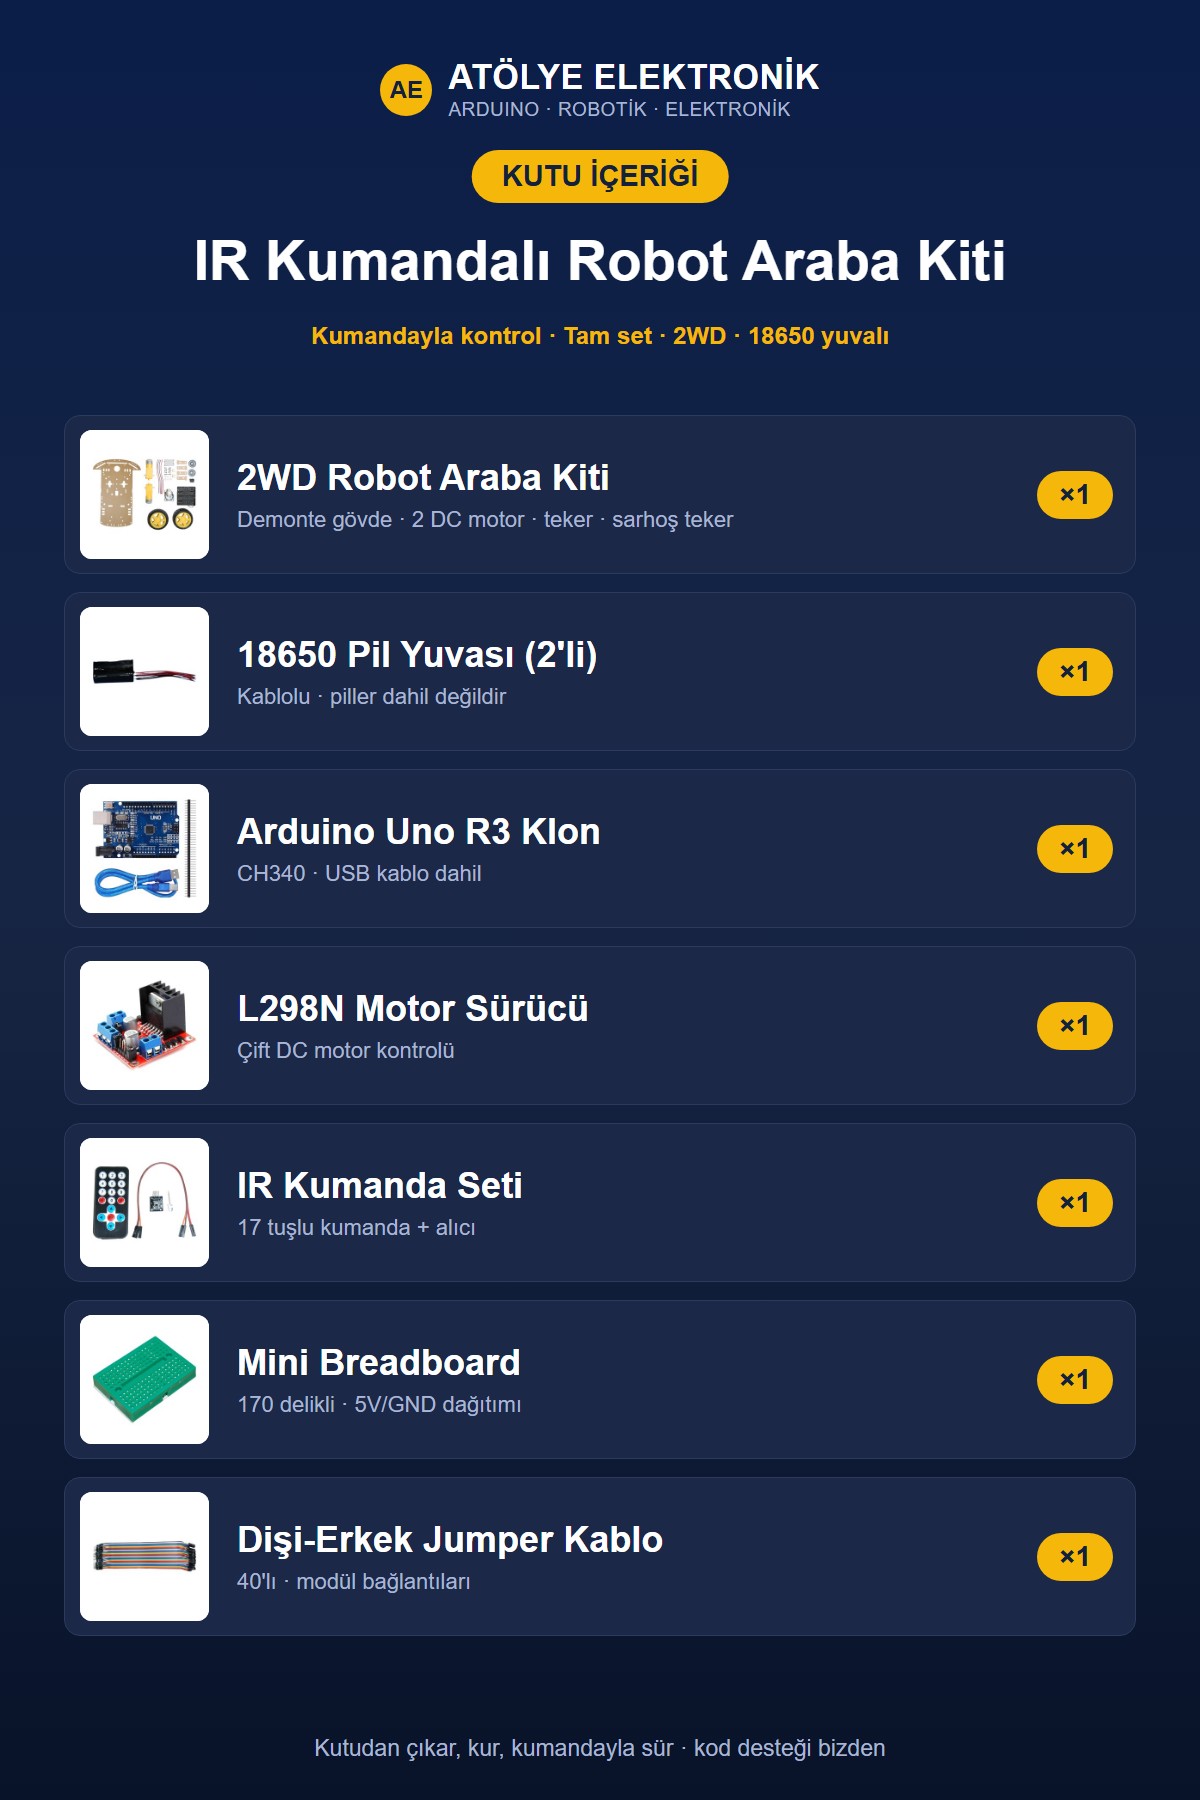 AE
ATÖLYE ELEKTRONİK
ARDUINO · ROBOTİK · ELEKTRONİK
KUTU İÇERİĞİ
IR Kumandalı Robot Araba Kiti
Kumandayla kontrol · Tam set · 2WD · 18650 yuvalı
2WD Robot Araba Kiti
Demonte gövde · 2 DC motor · teker · sarhoş teker
×1
18650 Pil Yuvası (2'li)
Kablolu · piller dahil değildir
×1
UNO
Arduino Uno R3 Klon
CH340 · USB kablo dahil
×1
L298N Motor Sürücü
Çift DC motor kontrolü
×1
IR Kumanda Seti
17 tuşlu kumanda + alıcı
×1
Mini Breadboard
170 delikli · 5V/GND dağıtımı
×1
Dişi-Erkek Jumper Kablo
40'lı · modül bağlantıları
×1
Kutudan çıkar, kur, kumandayla sür · kod desteği bizden